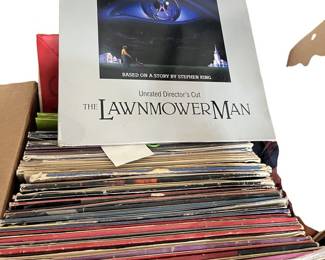 BASED ON A STORY BY STEPHEN KING
Unrated Director's Cut
THE LAWNMOWER MAN